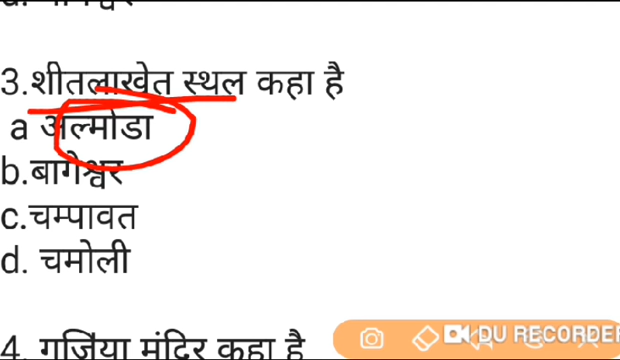 3.शीतलाखेत स्थल कहा है
a अल्मोडा
b.बागेश्वर
c.चम्पावत
d. चमोली
4. गर्जिया मंदिर कहा है
DU RECORDER